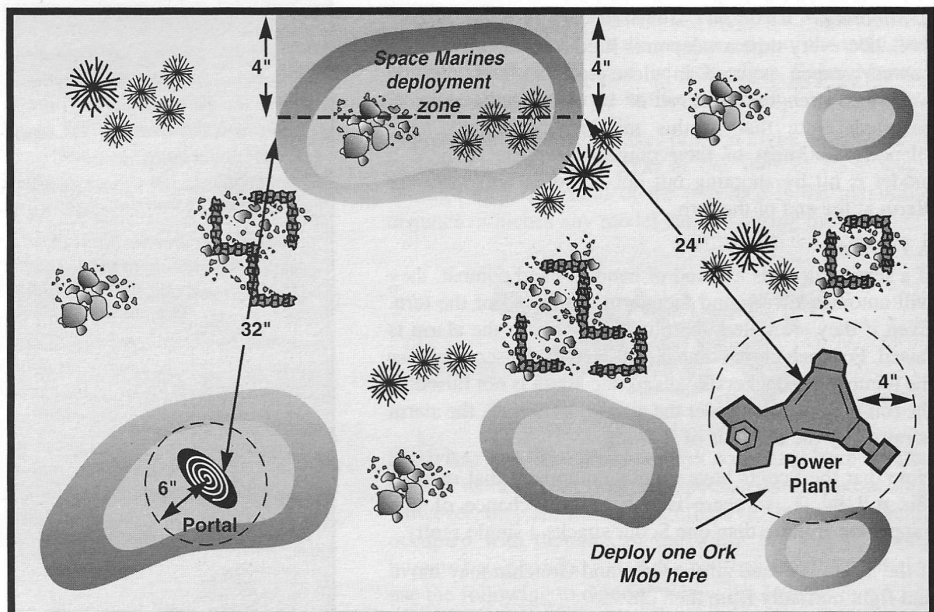 4"
Space Marines
deployment
zone
4"
24"
32"
6"
Portal
4"
Power
Plant
Deploy one Ork
Mob here